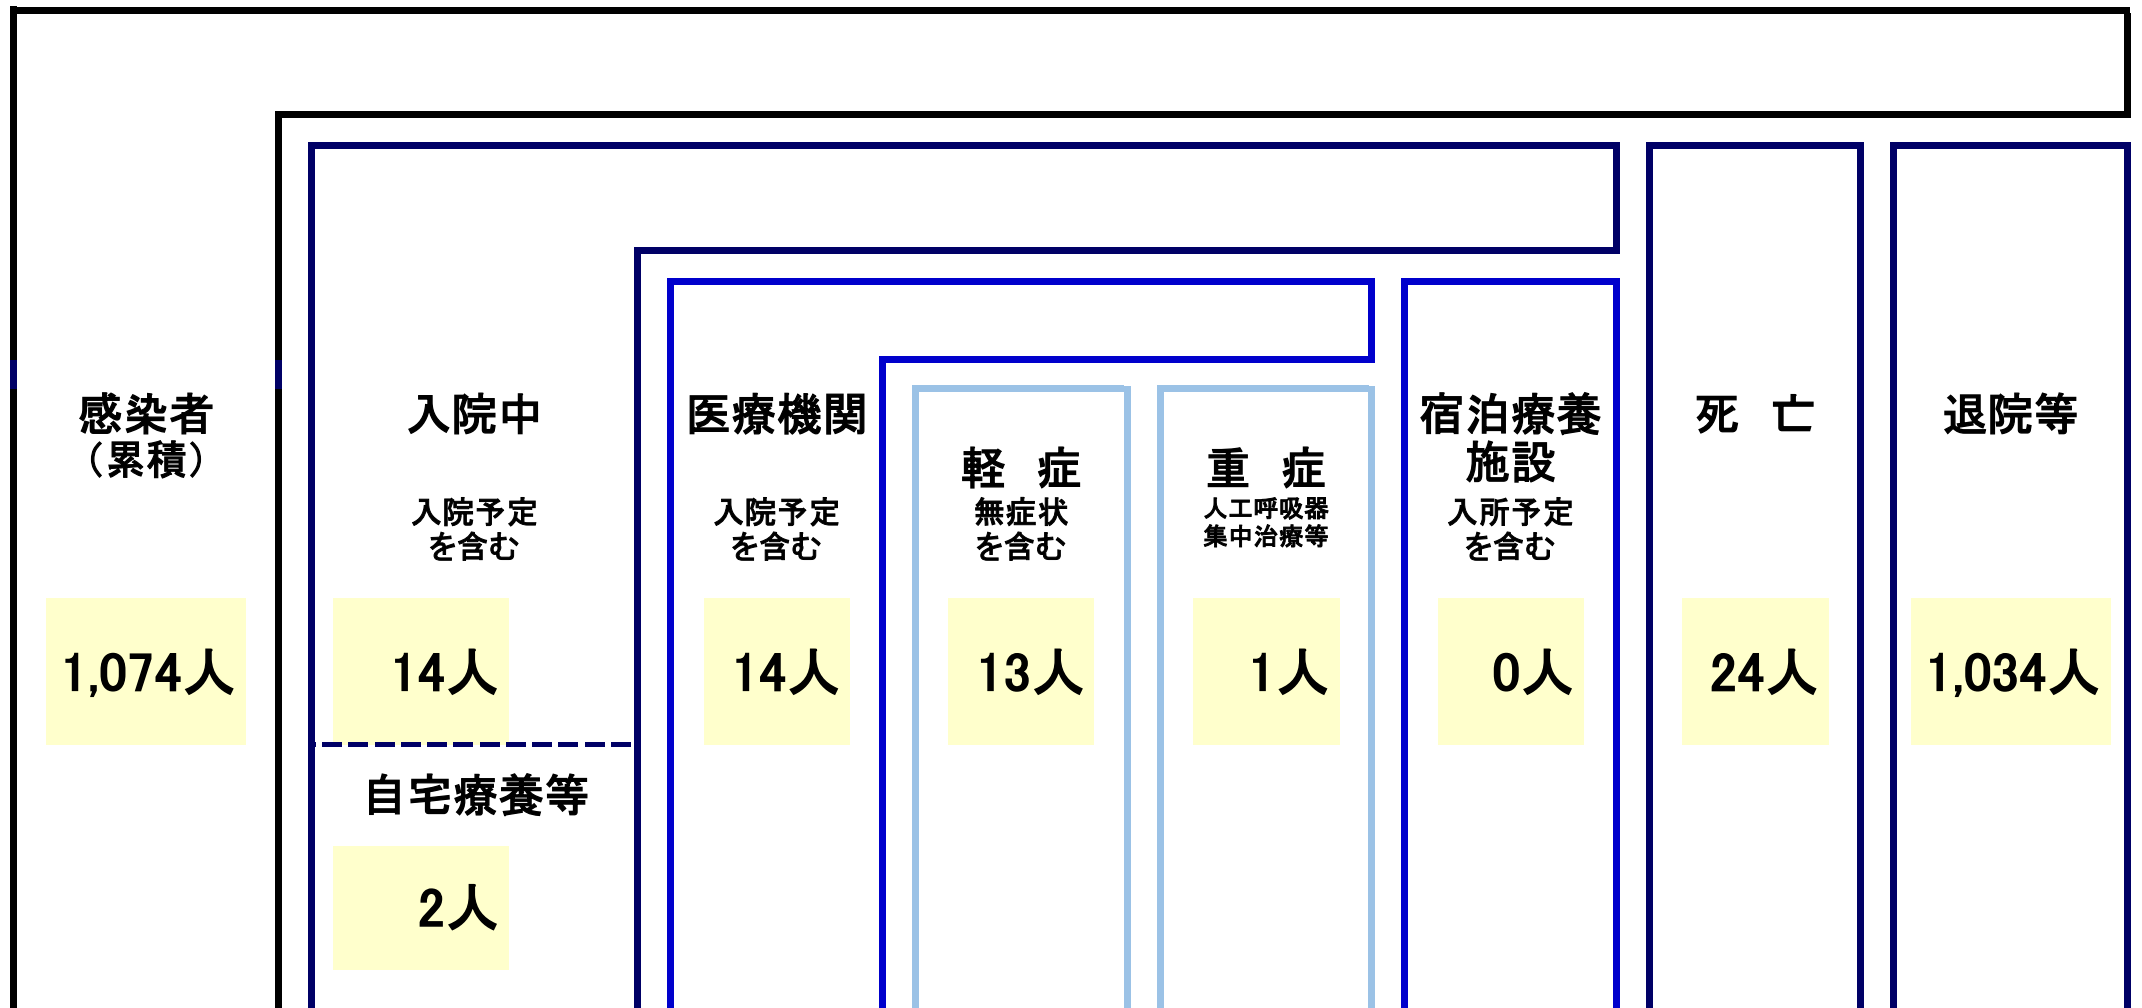 感染者
（累積）
1,074人
入院中
入院予定
を含む
14人
自宅療養等
2人
医療機関
入院予定
を含む
14人
軽　症
無症状
を含む
13人
重　症
人工呼吸器
集中治療等
1人
宿泊療養
施設
入所予定
を含む
0人
死　亡
24人
退院等
1,034人